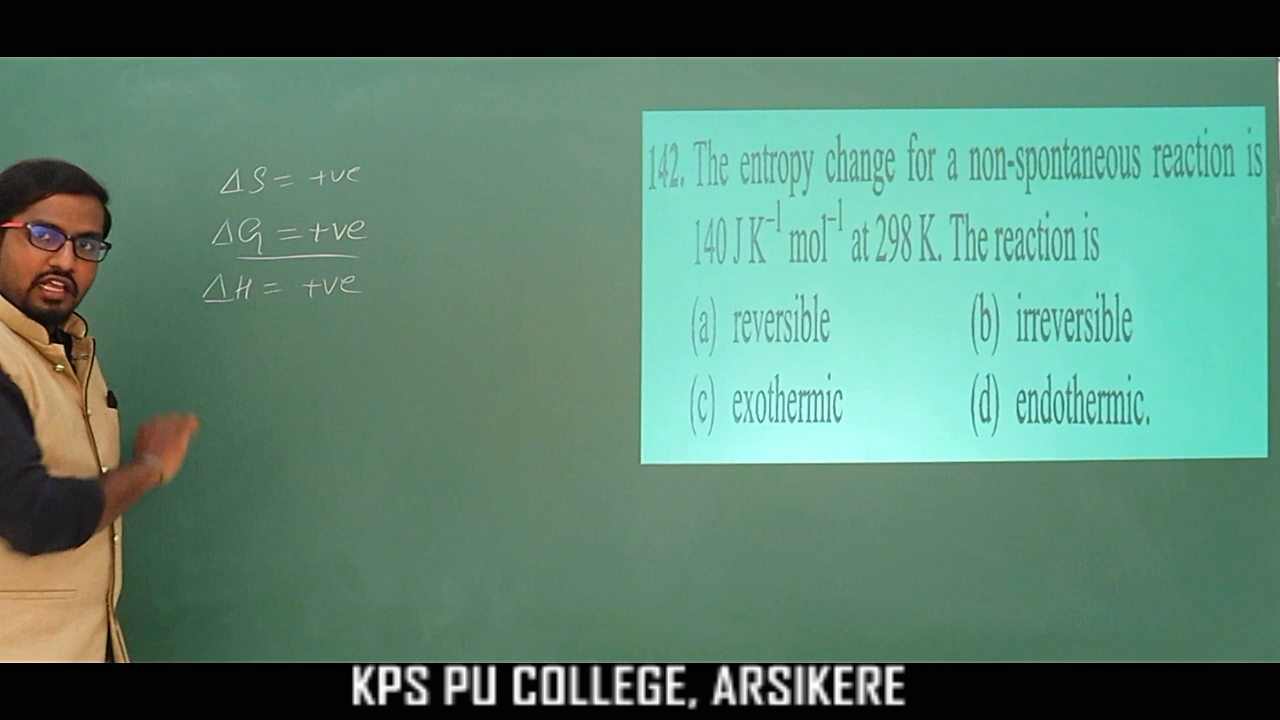 ΔS = +ve
ΔG = +ve
ΔH = +ve
142. The entropy change for a non-spontaneous reaction is
140 J K⁻¹ mol⁻¹ at 298 K. The reaction is
(a) reversible (b) irreversible
(c) exothermic (d) endothermic.
KPS PU COLLEGE, ARSIKERE